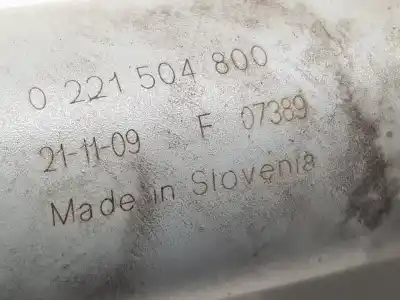 0 221 504 800
21-11-09 F 07389
Made in Slovenia